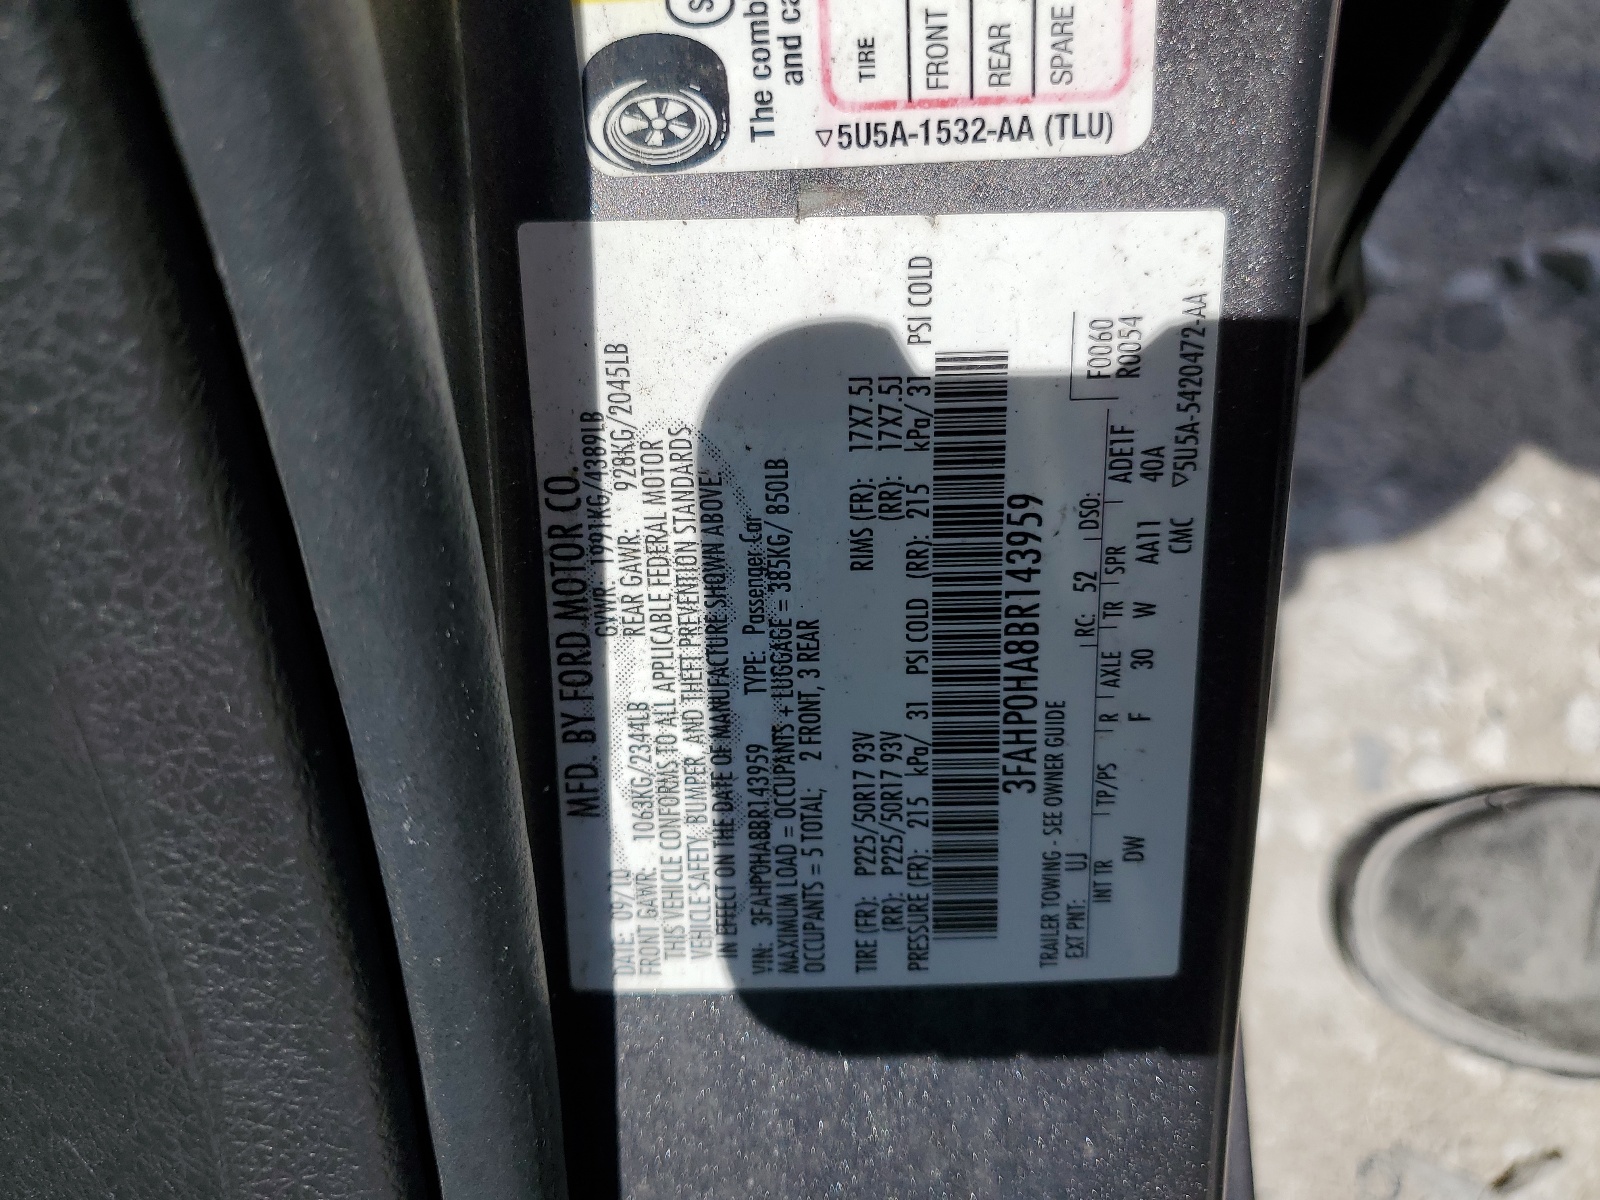 MFD. BY FORD MOTOR CO.
DATE: 09/10 GVWR: 1991KG/4389LB
FRONT GAWR: 1063KG/2344LB REAR GAWR: 928KG/2045LB
THIS VEHICLE CONFORMS TO ALL APPLICABLE FEDERAL MOTOR
VEHICLE SAFETY, BUMPER, AND THEFT PREVENTION STANDARDS
IN EFFECT ON THE DATE OF MANUFACTURE SHOWN ABOVE.
VIN: 3FAHP0HA8BR143959 TYPE: Passenger Car
MAXIMUM LOAD = OCCUPANTS + LUGGAGE = 385KG/ 850LB
OCCUPANTS = 5 TOTAL; 2 FRONT, 3 REAR
TIRE (FR): P225/50R17 93V RIMS (FR): 17X7.5J
(RR): P225/50R17 93V (RR): 17X7.5J
PRESSURE (FR): 215 kPa/ 31 PSI COLD (RR): 215 kPa/ 31 PSI COLD
3FAHP0HA8BR143959
TRAILER TOWING - SEE OWNER GUIDE
EXT PNT: UJ RC: 52 DSO: F0060
INT TR TP/PS R AXLE TR SPR ADE1F R0054
DW F 30 W AA11 40A
CMC ▽5U5A-5420472-AA
The comb
and ca
TIRE
FRONT
REAR
SPARE
▽5U5A-1532-AA (TLU)